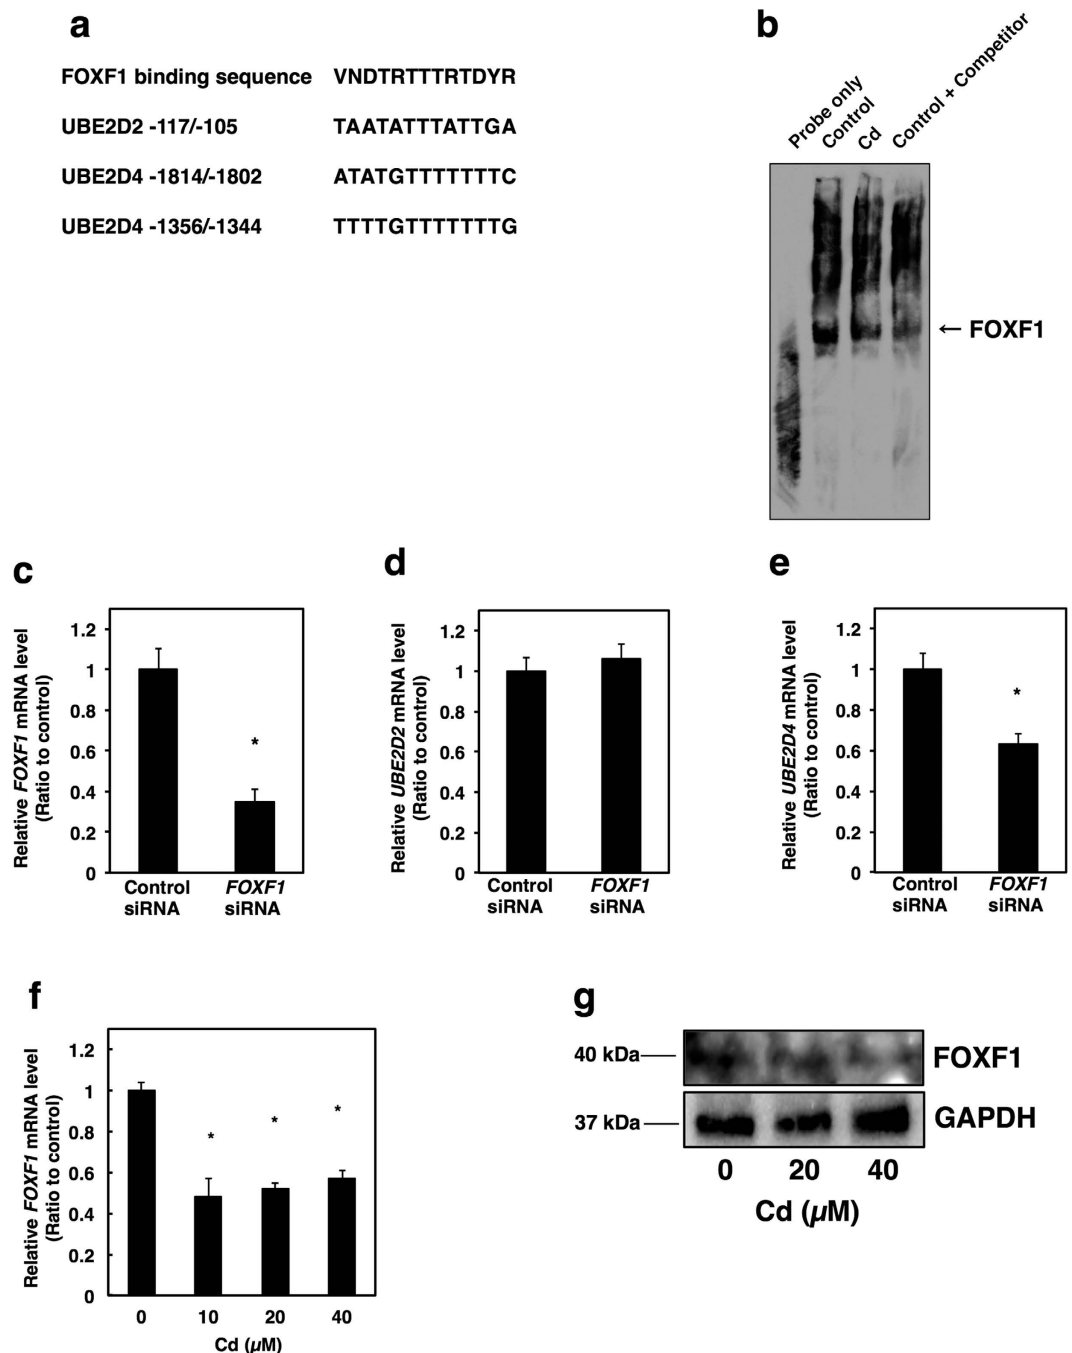 a
FOXF1 binding sequence VNDTRTTTRTDYR
UBE2D2 -117/-105 TAATATTTATTGA
UBE2D4 -1814/-1802 ATATGTTTTTTTC
UBE2D4 -1356/-1344 TTTTGTTTTTTTG
b
Probe only
Control
Cd
Control + Competitor
← FOXF1
c
Relative FOXF1 mRNA level
(Ratio to control)
1.2
1
0.8
0.6
0.4
0.2
0
*
Control siRNA
FOXF1 siRNA
d
Relative UBE2D2 mRNA level
(Ratio to control)
1.2
1
0.8
0.6
0.4
0.2
0
Control siRNA
FOXF1 siRNA
e
Relative UBE2D4 mRNA level
(Ratio to control)
1.2
1
0.8
0.6
0.4
0.2
0
*
Control siRNA
FOXF1 siRNA
f
Relative FOXF1 mRNA level
(Ratio to control)
1.2
1
0.8
0.6
0.4
0.2
0
* * *
0 10 20 40
Cd (µM)
g
40 kDa FOXF1
37 kDa GAPDH
0 20 40
Cd (µM)